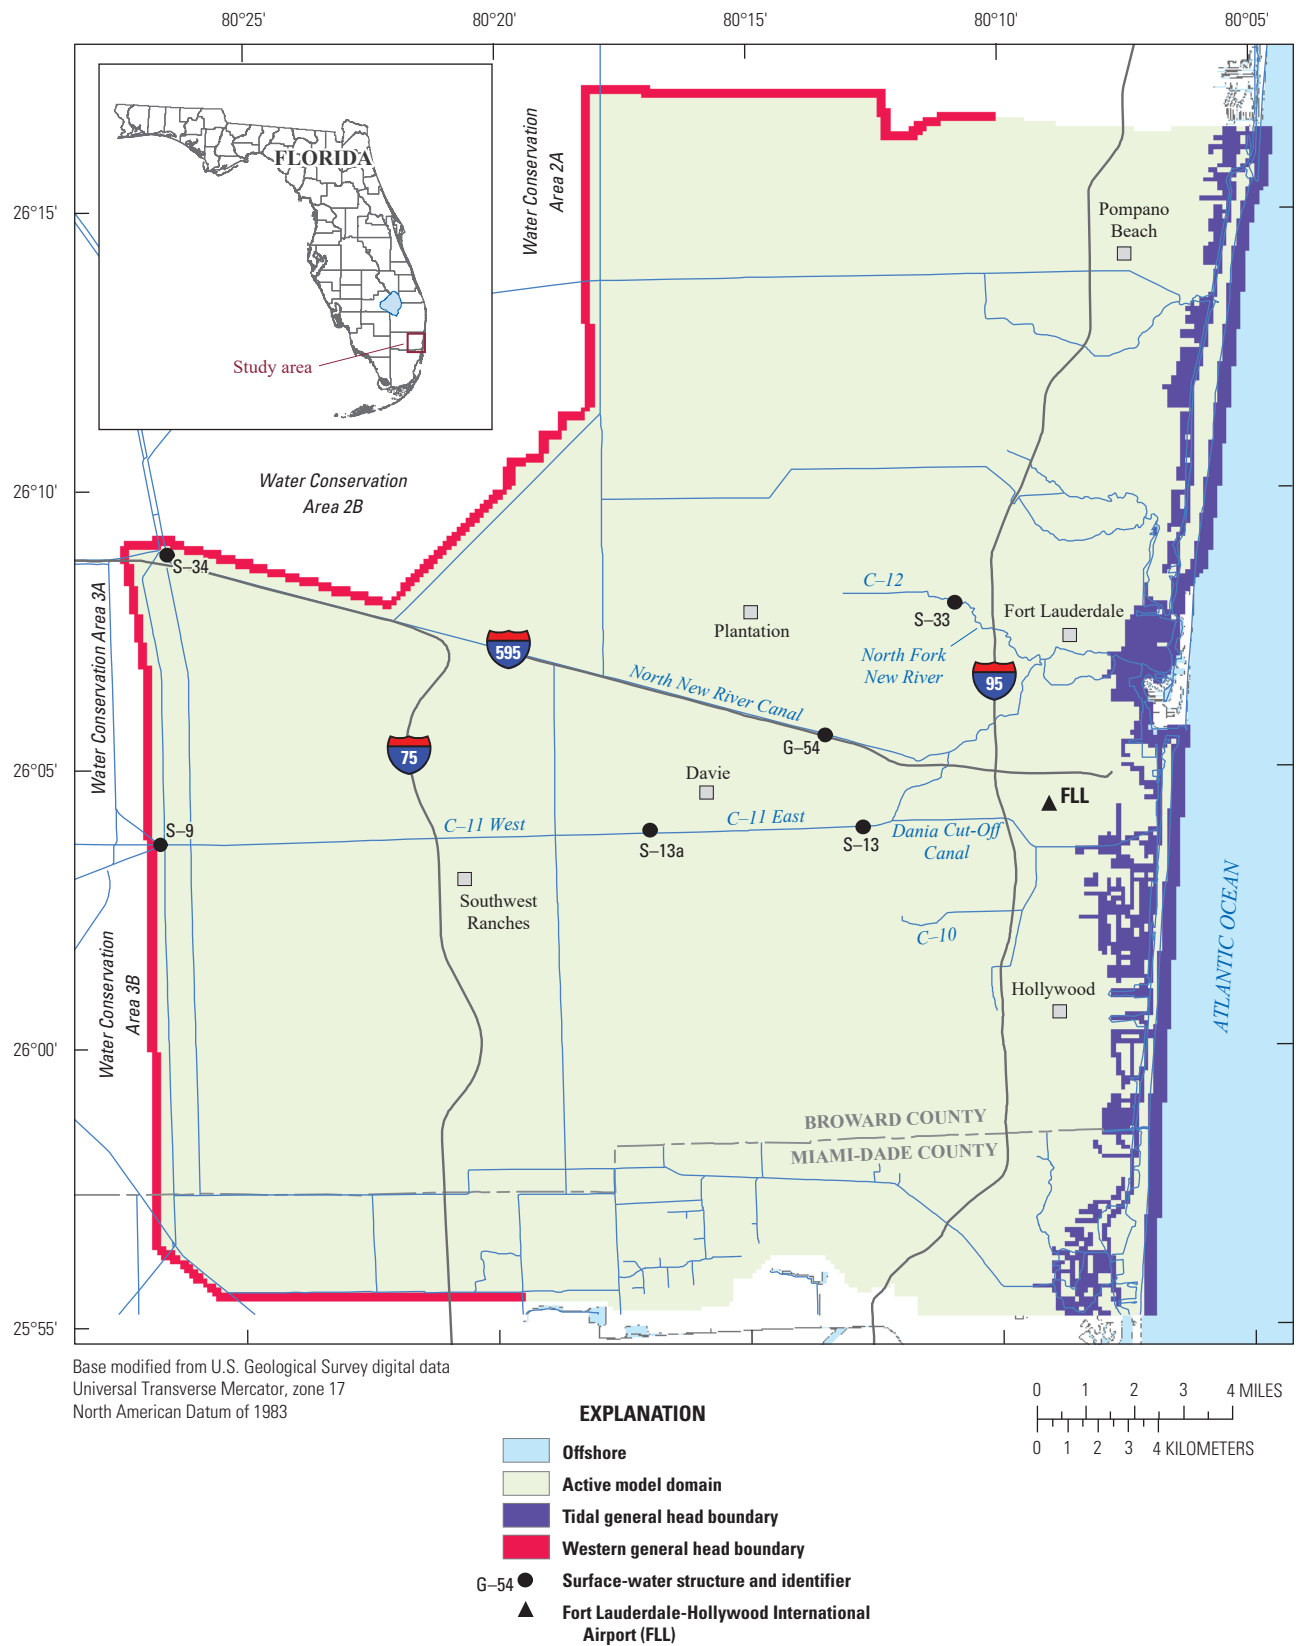 80°25' 80°20' 80°15' 80°10' 80°05'
26°15'
26°10'
26°05'
26°00'
25°55'
FLORIDA
Study area
Water Conservation
Area 2A
Pompano
Beach
Water Conservation
Area 2B
S–34
Water Conservation Area 3A
C–12
S–33
Fort Lauderdale
Plantation
North Fork
New River
595
95
North New River Canal
G–54
75
Davie
FLL
S–9
C–11 West
C–11 East
S–13a
S–13
Dania Cut-Off
Canal
Southwest
Ranches
C–10
Water Conservation
Area 3B
Hollywood
ATLANTIC OCEAN
BROWARD COUNTY
MIAMI-DADE COUNTY
Base modified from U.S. Geological Survey digital data
Universal Transverse Mercator, zone 17
North American Datum of 1983
0 1 2 3 4 MILES
0 1 2 3 4 KILOMETERS
EXPLANATION
Offshore
Active model domain
Tidal general head boundary
Western general head boundary
G–54 Surface-water structure and identifier
Fort Lauderdale-Hollywood International
Airport (FLL)